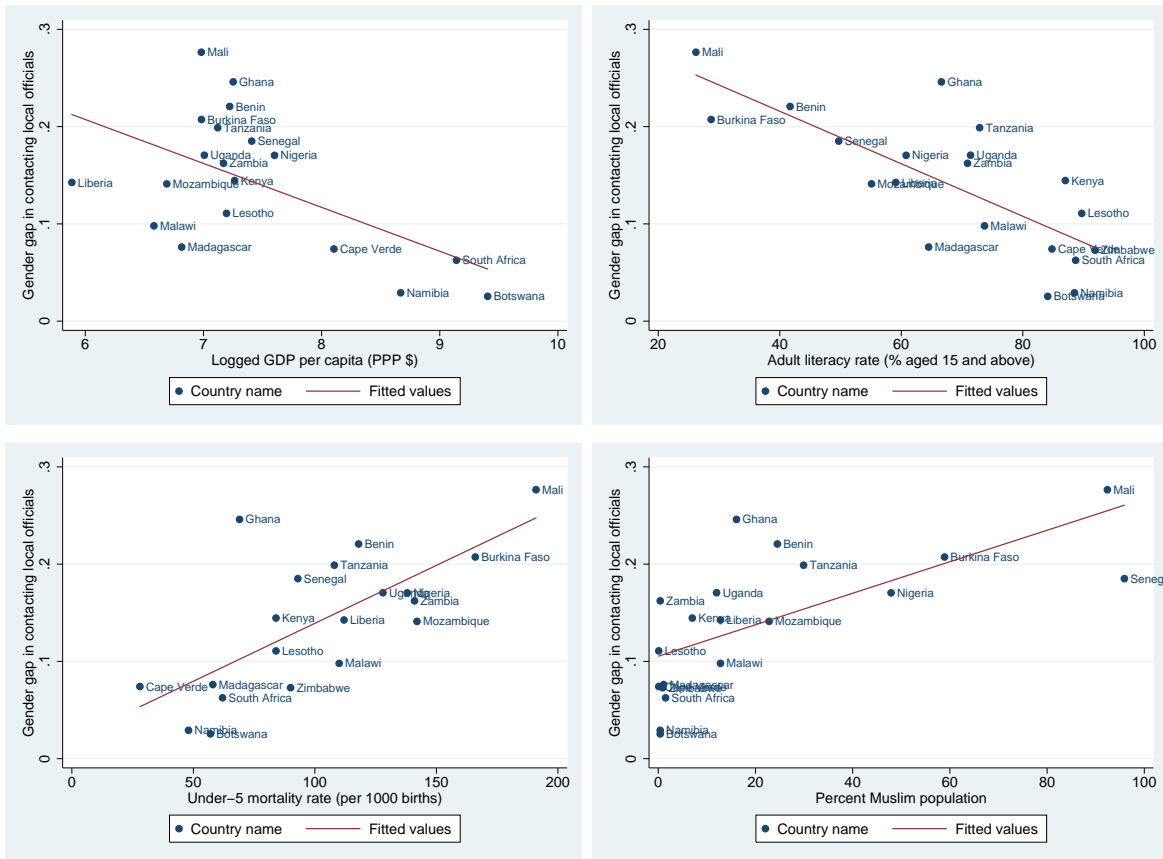 Gender gap in contacting local officials
.3
.2
.1
0
Mali
Ghana
Benin
Burkina Faso
Tanzania
Senegal
Uganda
Nigeria
Zambia
Liberia
Mozambique
Kenya
Lesotho
Malawi
Madagascar
Cape Verde
South Africa
Namibia
Botswana
6 7 8 9 10
Logged GDP per capita (PPP $)
Country name Fitted values
Gender gap in contacting local officials
.3
.2
.1
0
Mali
Ghana
Benin
Burkina Faso
Tanzania
Senegal
Nigeria
Uganda
Zambia
Mozambique
Liberia
Kenya
Lesotho
Malawi
Madagascar
Cape Verde
Zimbabwe
South Africa
Namibia
Botswana
20 40 60 80 100
Adult literacy rate (% aged 15 and above)
Country name Fitted values
Gender gap in contacting local officials
.3
.2
.1
0
Mali
Ghana
Benin
Burkina Faso
Tanzania
Senegal
Uganda
Nigeria
Zambia
Kenya
Liberia
Mozambique
Lesotho
Malawi
Cape Verde
Madagascar
Zimbabwe
South Africa
Namibia
Botswana
0 50 100 150 200
Under–5 mortality rate (per 1000 births)
Country name Fitted values
Gender gap in contacting local officials
.3
.2
.1
0
Mali
Ghana
Benin
Burkina Faso
Tanzania
Seneg
Uganda
Nigeria
Zambia
Kenya
Liberia
Mozambique
Lesotho
Malawi
Madagascar
Cape Verde
Zimbabwe
South Africa
Namibia
Botswana
0 20 40 60 80 100
Percent Muslim population
Country name Fitted values